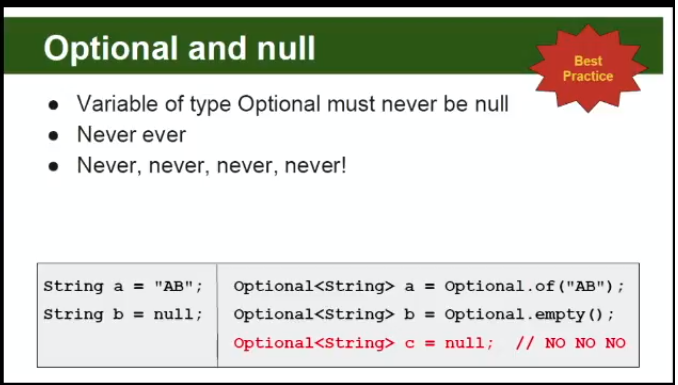 Optional and null
Best
Practice
● Variable of type Optional must never be null
● Never ever
● Never, never, never, never!
String a = "AB";
String b = null;
Optional<String> a = Optional.of("AB");
Optional<String> b = Optional.empty();
Optional<String> c = null;  // NO NO NO